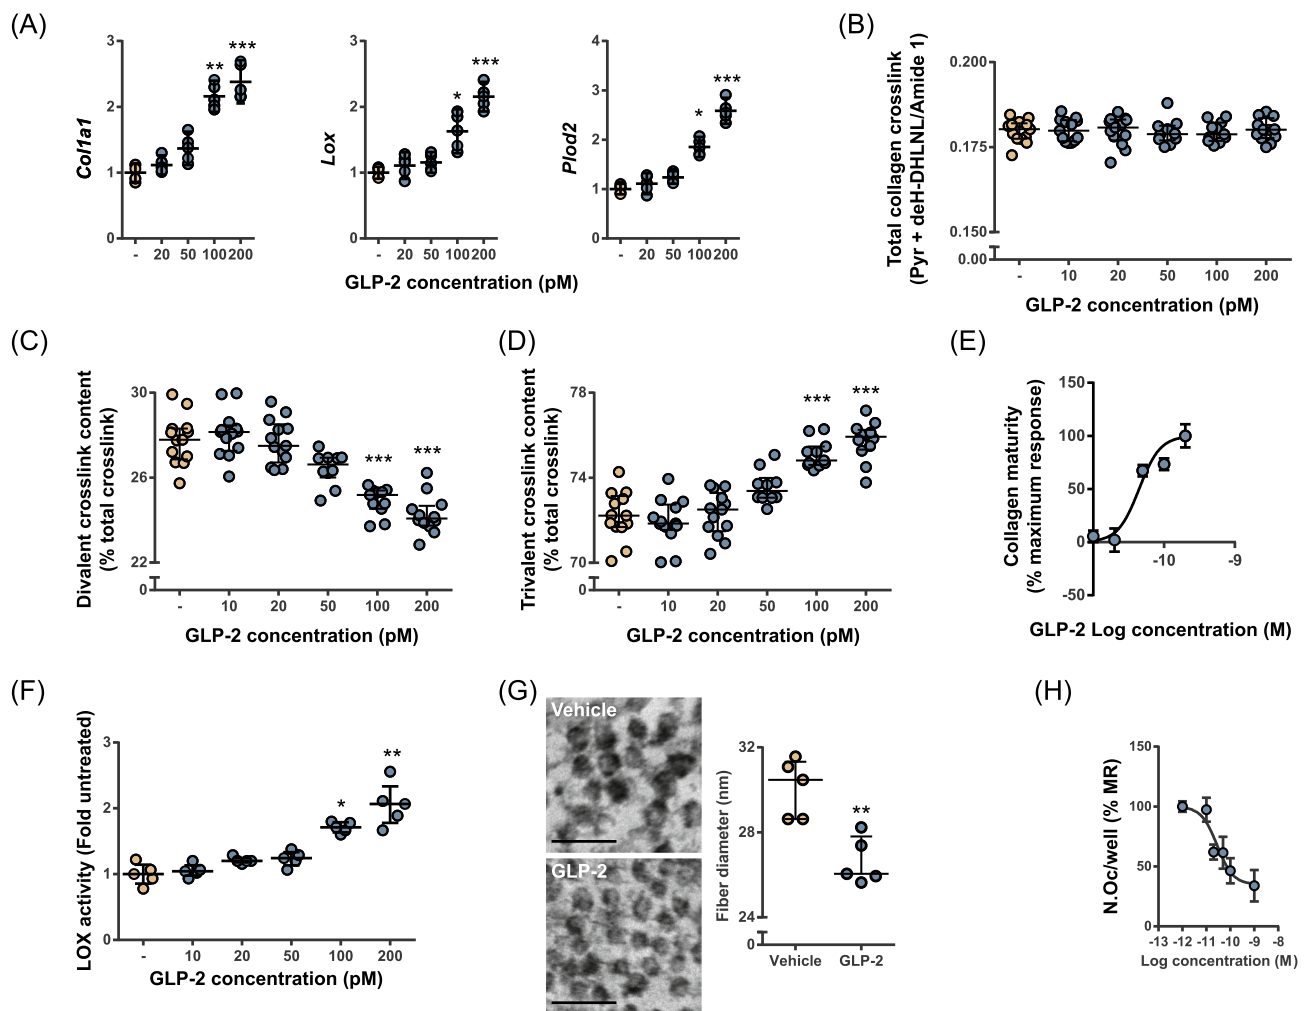 (A)
Col1a1
3
2
1
0
**
***
- 20 50 100 200
Lox
3
2
1
0
*
***
- 20 50 100 200
Plod2
4
3
2
1
0
*
***
- 20 50 100 200
GLP-2 concentration (pM)
(B)
Total collagen crosslink
(Pyr + deH-DHLNL/Amide 1)
0.200
0.175
0.150
0.00
- 10 20 50 100 200
GLP-2 concentration (pM)
(C)
Divalent crosslink content
(% total crosslink)
30
26
22
0
***
***
- 10 20 50 100 200
GLP-2 concentration (pM)
(D)
Trivalent crosslink content
(% total crosslink)
78
74
70
0
***
***
- 10 20 50 100 200
GLP-2 concentration (pM)
(E)
Collagen maturity
(% maximum response)
150
100
50
0
-50
-10 -9
GLP-2 Log concentration (M)
(F)
LOX activity (Fold untreated)
3
2
1
0
*
**
- 10 20 50 100 200
GLP-2 concentration (pM)
(G)
Vehicle
GLP-2
Fiber diameter (nm)
32
28
24
0
**
Vehicle GLP-2
(H)
N.Oc/well (% MR)
150
100
50
0
-13 -12 -11 -10 -9 -8
Log concentration (M)